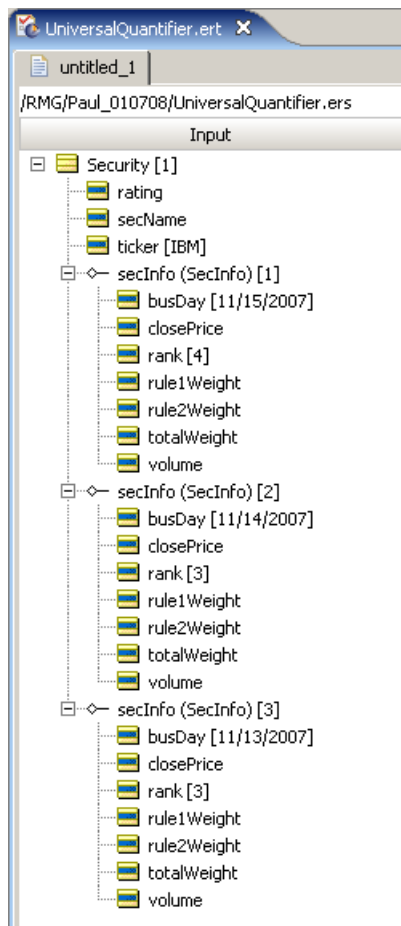 UniversalQuantifier.ert
untitled_1
/RMG/Paul_010708/UniversalQuantifier.ers
Input
Security [1]
rating
secName
ticker [IBM]
secInfo (SecInfo) [1]
busDay [11/15/2007]
closePrice
rank [4]
rule1Weight
rule2Weight
totalWeight
volume
secInfo (SecInfo) [2]
busDay [11/14/2007]
closePrice
rank [3]
rule1Weight
rule2Weight
totalWeight
volume
secInfo (SecInfo) [3]
busDay [11/13/2007]
closePrice
rank [3]
rule1Weight
rule2Weight
totalWeight
volume